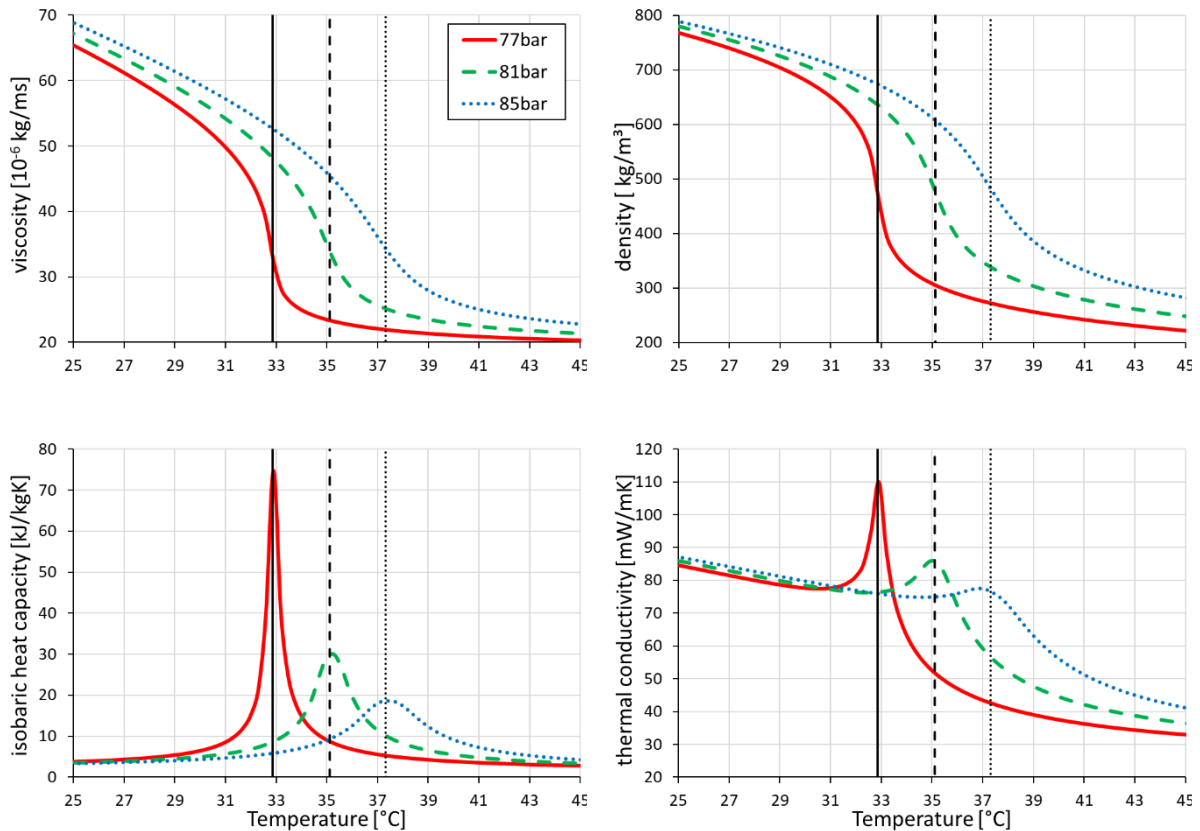 viscosity [10⁻⁶ kg/ms]
70
60
50
40
30
20
77bar
81bar
85bar
25 27 29 31 33 35 37 39 41 43 45
Temperature [°C]
density [ kg/m³]
800
700
600
500
400
300
200
25 27 29 31 33 35 37 39 41 43 45
Temperature [°C]
isobaric heat capacity [kJ/kgK]
80
70
60
50
40
30
20
10
0
25 27 29 31 33 35 37 39 41 43 45
Temperature [°C]
thermal conductivity [mW/mK]
120
110
100
90
80
70
60
50
40
30
20
25 27 29 31 33 35 37 39 41 43 45
Temperature [°C]